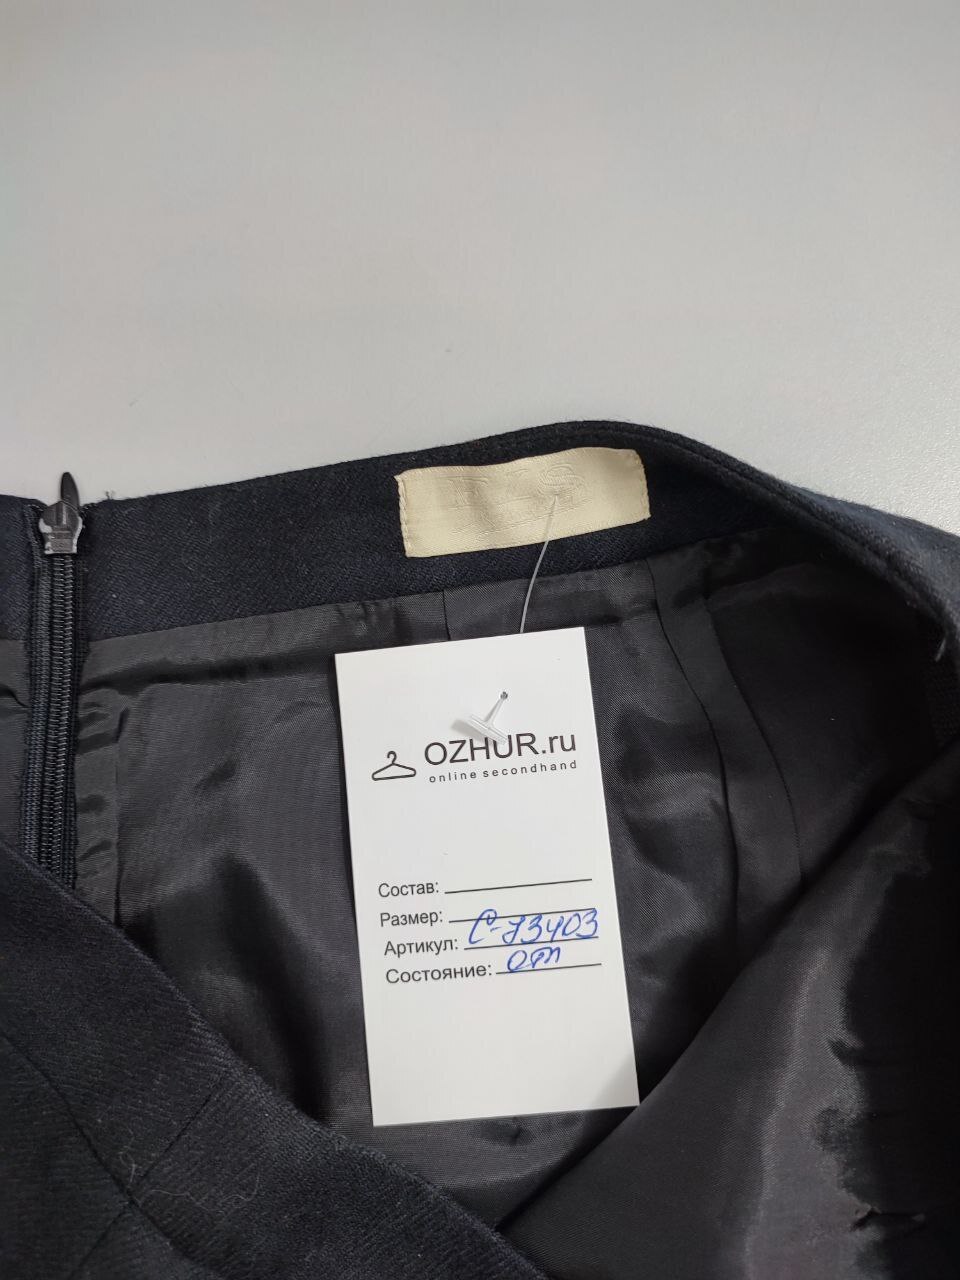 OZHUR.ru
online secondhand
Состав:
Размер:
Артикул: С-73403
Состояние: отл